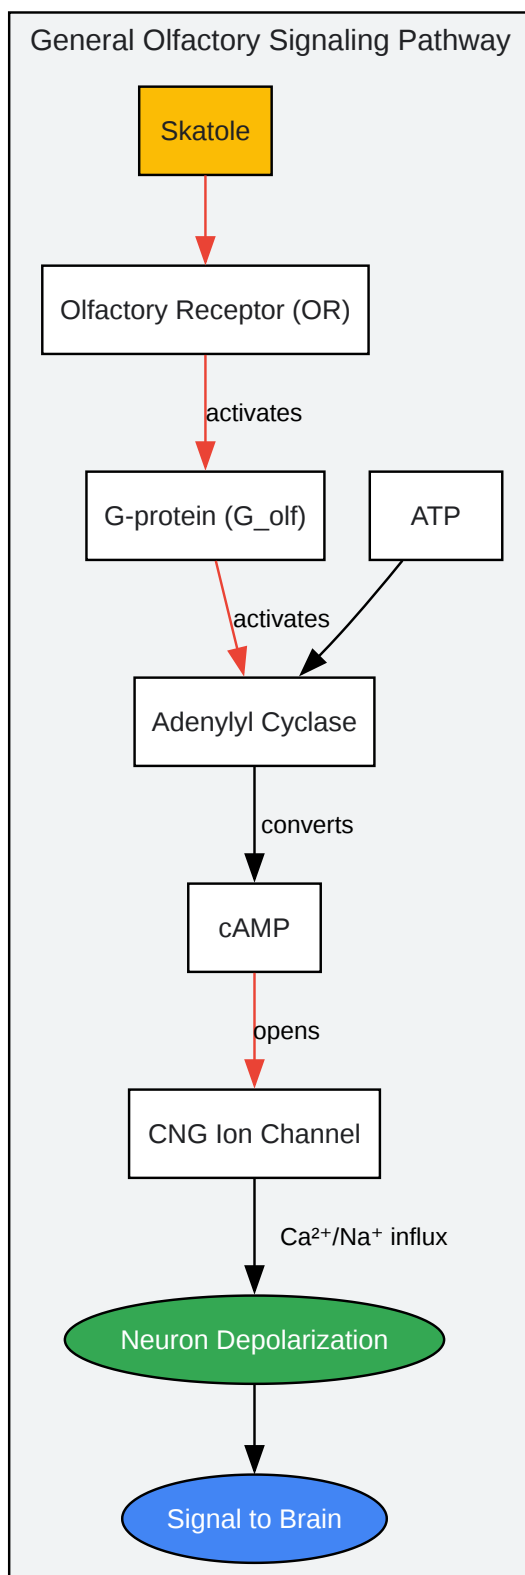 General Olfactory Signaling Pathway
Skatole
Olfactory Receptor (OR)
activates
G-protein (G_olf)
ATP
activates
Adenylyl Cyclase
converts
cAMP
opens
CNG Ion Channel
Ca²⁺/Na⁺ influx
Neuron Depolarization
Signal to Brain